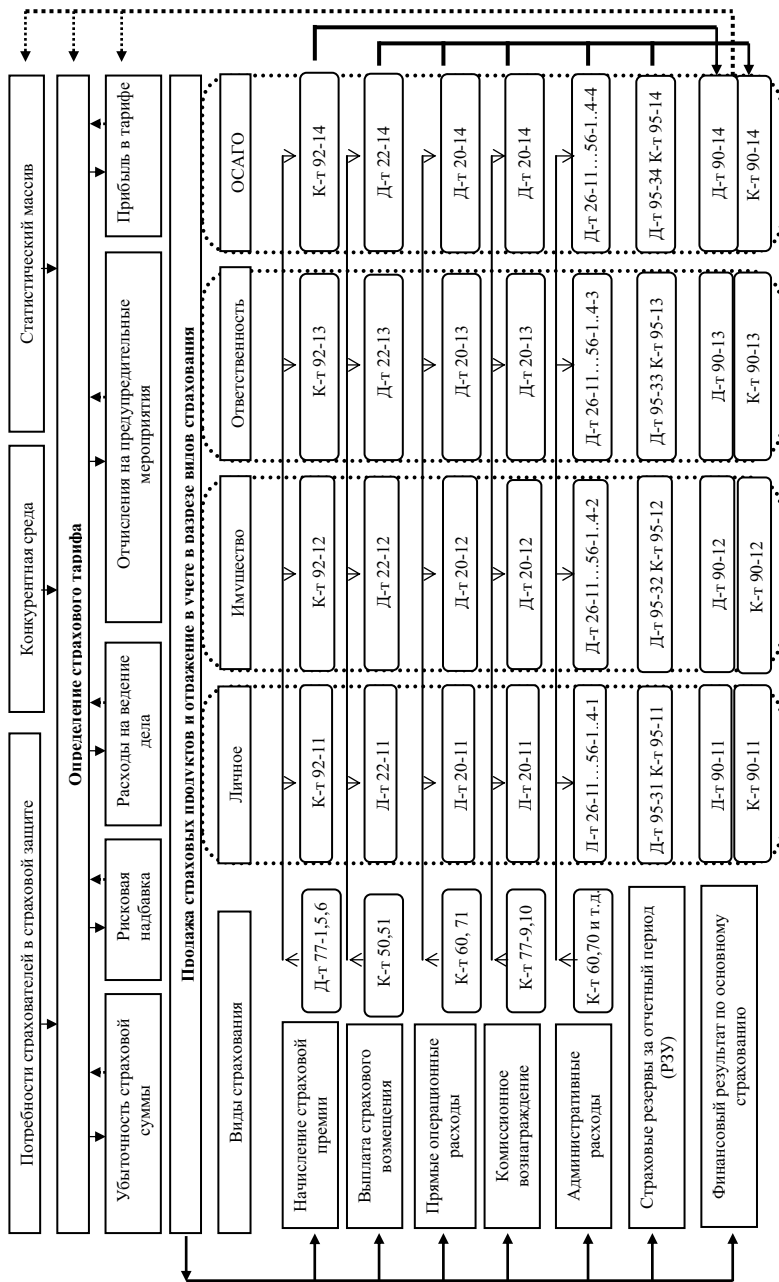 Потребности страхователей в страховой защите
Конкурентная среда
Статистический массив
Определение страхового тарифа
Убыточность страховой
суммы
Рисковая
надбавка
Расходы на ведение
дела
Отчисления на предупредительные
мероприятия
Прибыль в тарифе
Продажа страховых продуктов и отражение в учете в разрезе видов страхования
Виды страхования
Личное
Имущество
Ответственность
ОСАГО
Начисление страховой
премии
Д-т 77-1,5,6
К-т 92-11
К-т 92-12
К-т 92-13
К-т 92-14
Выплата страхового
возмещения
К-т 50,51
Д-т 22-11
Д-т 22-12
Д-т 22-13
Д-т 22-14
Прямые операционные
расходы
К-т 60, 71
Д-т 20-11
Д-т 20-12
Д-т 20-13
Д-т 20-14
Комиссионное
вознаграждение
К-т 77-9,10
Д-т 20-11
Д-т 20-12
Д-т 20-13
Д-т 20-14
Административные
расходы
К-т 60,70 и т.д.
Д-т 26-11…56-1..4-1
Д-т 26-11…56-1..4-2
Д-т 26-11…56-1..4-3
Д-т 26-11…56-1..4-4
Страховые резервы за отчетный период
(РЗУ)
Д-т 95-31 К-т 95-11
Д-т 95-32 К-т 95-12
Д-т 95-33 К-т 95-13
Д-т 95-34 К-т 95-14
Финансовый результат по основному
страхованию
Д-т 90-11
Д-т 90-12
Д-т 90-13
Д-т 90-14
К-т 90-11
К-т 90-12
К-т 90-13
К-т 90-14